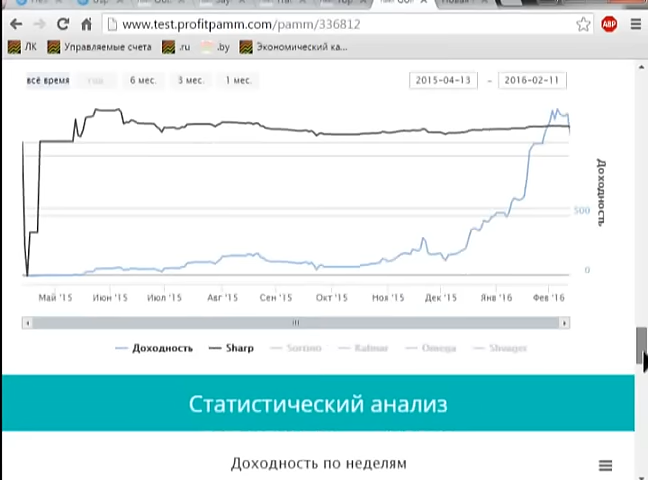 www.test.profitpamm.com/pamm/336812
ABP
ЛК Управляемые счета .ru .by Экономический ка...
всё время год 6 мес. 3 мес. 1 мес. 2015-04-13 - 2016-02-11
Доходность
500
0
Май '15 Июн '15 Июл '15 Авг '15 Сен '15 Окт '15 Ноя '15 Дек '15 Янв '16 Фев '16
Доходность Sharp Sortino Kalmar Omega Shwager
Статистический анализ
Доходность по неделям